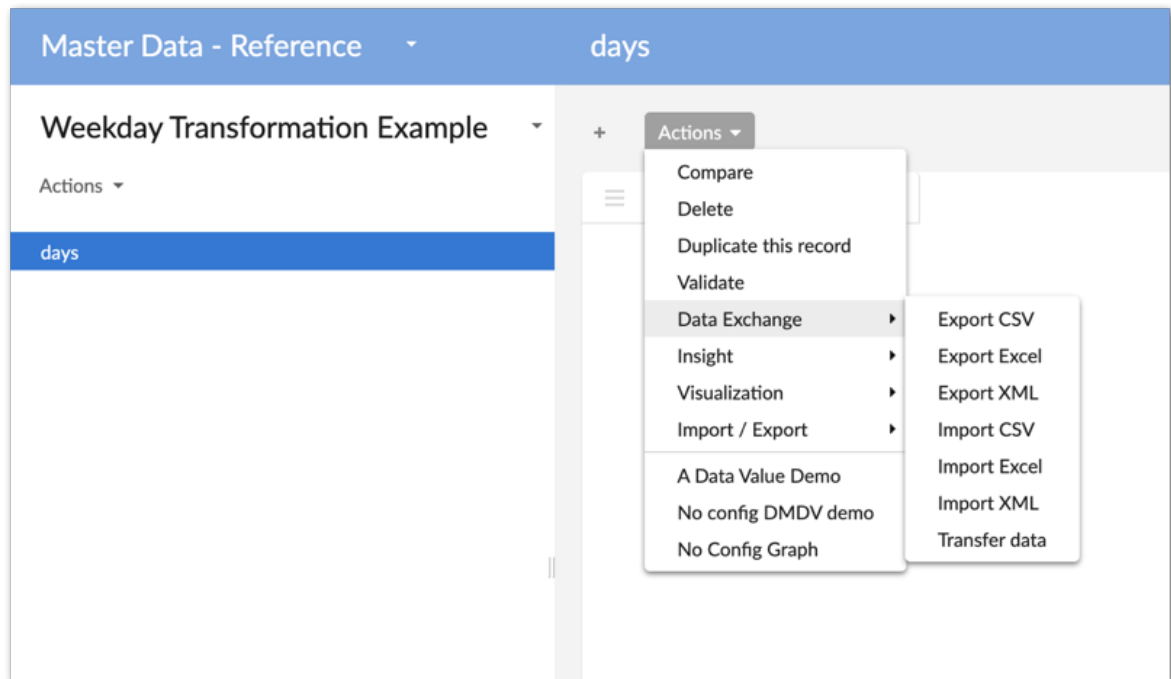 Master Data - Reference
days
Weekday Transformation Example
Actions
days
+ Actions
Compare
Delete
Duplicate this record
Validate
Data Exchange
Insight
Visualization
Import / Export
A Data Value Demo
No config DMDV demo
No Config Graph
Export CSV
Export Excel
Export XML
Import CSV
Import Excel
Import XML
Transfer data